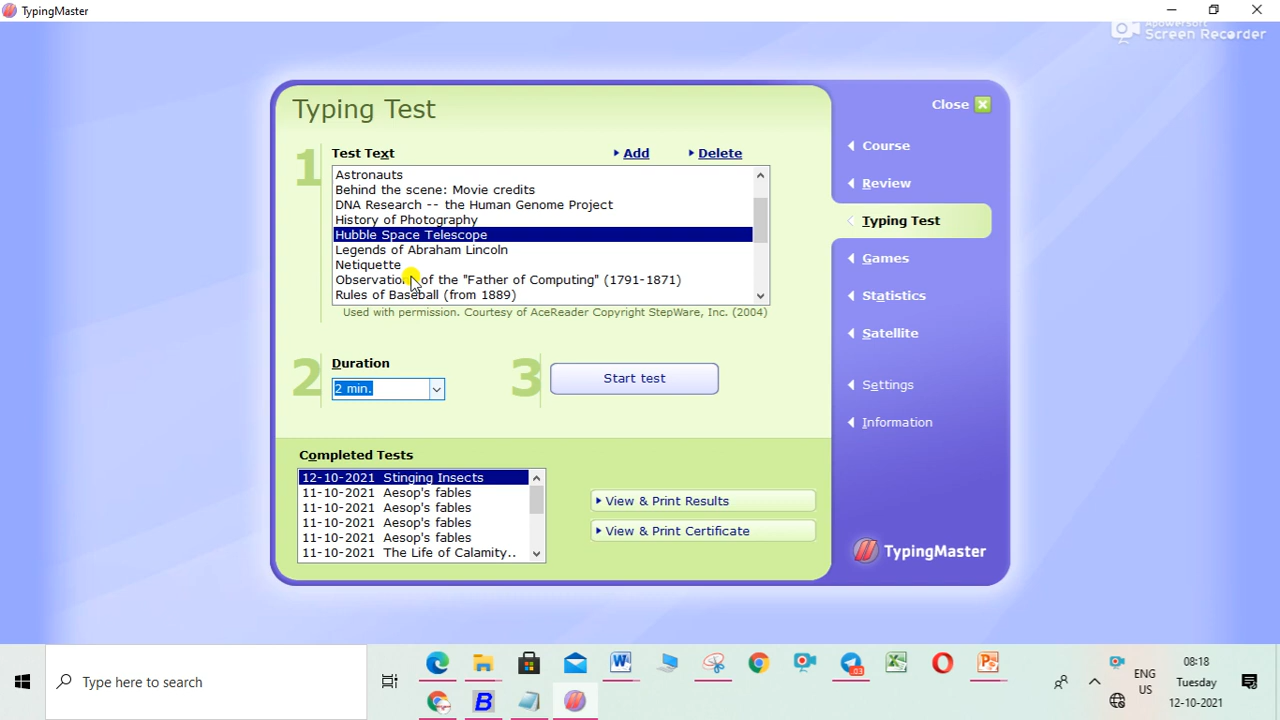 TypingMaster
Apowersoft
Screen Recorder
Typing Test
Close
1
Test Text
Add
Delete
Astronauts
Behind the scene: Movie credits
DNA Research -- the Human Genome Project
History of Photography
Hubble Space Telescope
Legends of Abraham Lincoln
Netiquette
Observations of the "Father of Computing" (1791-1871)
Rules of Baseball (from 1889)
Used with permission. Courtesy of AceReader Copyright StepWare, Inc. (2004)
2
Duration
2 min.
3
Start test
Completed Tests
12-10-2021 Stinging Insects
11-10-2021 Aesop's fables
11-10-2021 Aesop's fables
11-10-2021 Aesop's fables
11-10-2021 Aesop's fables
11-10-2021 The Life of Calamity..
View & Print Results
View & Print Certificate
Course
Review
Typing Test
Games
Statistics
Satellite
Settings
Information
TypingMaster
Type here to search
ENG
US
08:18
Tuesday
12-10-2021